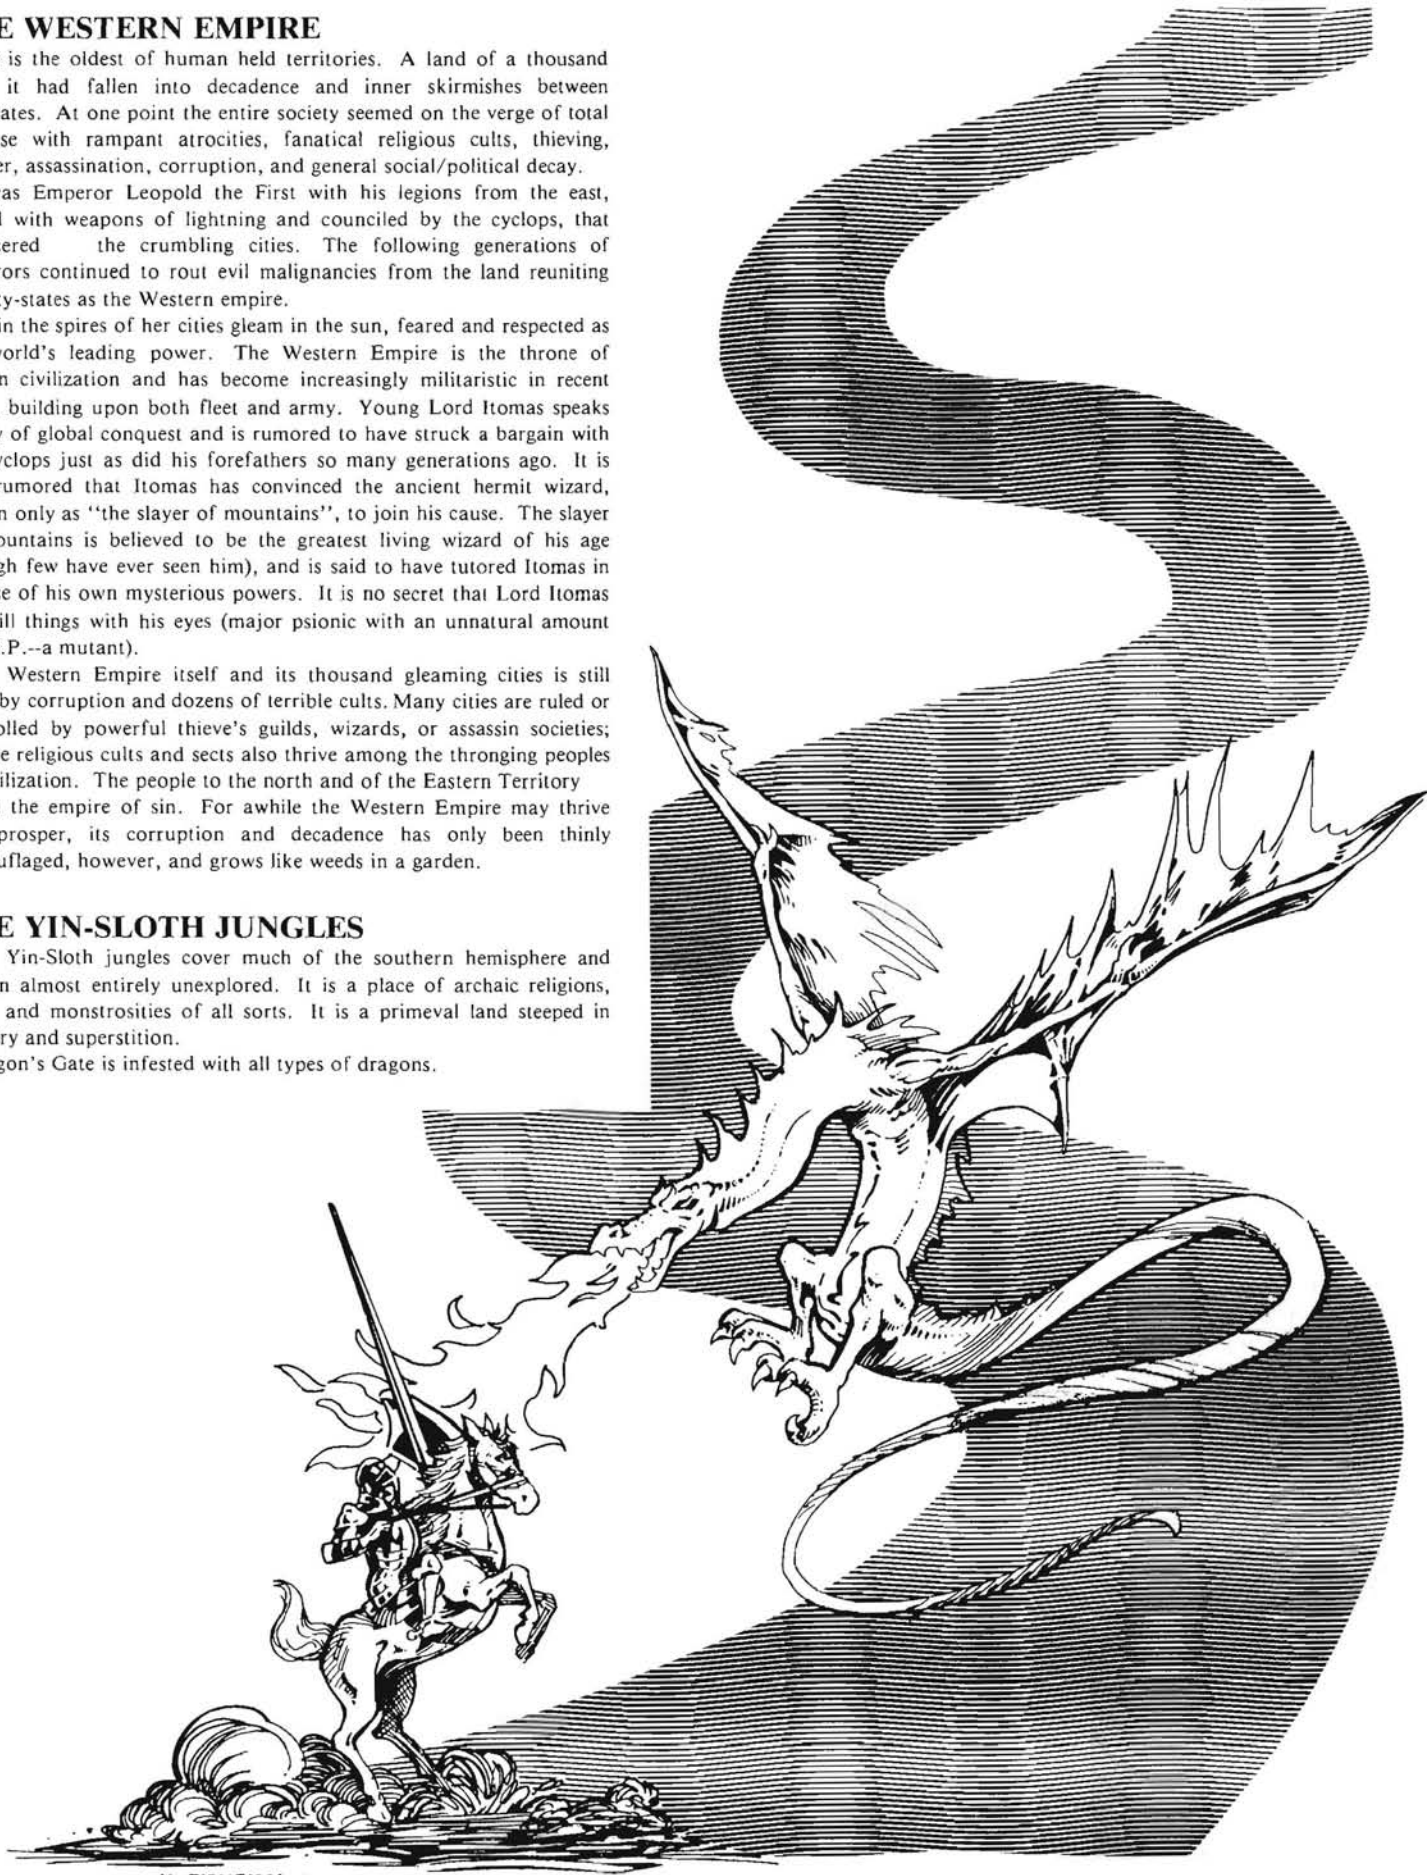 WESTERN EMPIRE
is the oldest of human held territories. A land of a thousand
it had fallen into decadence and inner skirmishes between
ates. At one point the entire society seemed on the verge of total
se with rampant atrocities, fanatical religious cults, thieving,
er, assassination, corruption, and general social/political decay.
as Emperor Leopold the First with his legions from the east,
with weapons of lightning and counciled by the cyclops, that
ered the crumbling cities. The following generations of
ors continued to rout evil malignancies from the land reuniting
y-states as the Western empire.
in the spires of her cities gleam in the sun, feared and respected as
orld's leading power. The Western Empire is the throne of
n civilization and has become increasingly militaristic in recent
building upon both fleet and army. Young Lord Itomas speaks
y of global conquest and is rumored to have struck a bargain with
yclops just as did his forefathers so many generations ago. It is
rumored that Itomas has convinced the ancient hermit wizard,
n only as "the slayer of mountains", to join his cause. The slayer
ountains is believed to be the greatest living wizard of his age
gh few have ever seen him), and is said to have tutored Itomas in
e of his own mysterious powers. It is no secret that Lord Itomas
ill things with his eyes (major psionic with an unnatural amount
.P.--a mutant).
Western Empire itself and its thousand gleaming cities is still
by corruption and dozens of terrible cults. Many cities are ruled or
olled by powerful thieve's guilds, wizards, or assassin societies;
e religious cults and sects also thrive among the thronging peoples
ilization. The people to the north and of the Eastern Territory
the empire of sin. For awhile the Western Empire may thrive
prosper, its corruption and decadence has only been thinly
uflaged, however, and grows like weeds in a garden.
E YIN-SLOTH JUNGLES
Yin-Sloth jungles cover much of the southern hemisphere and
n almost entirely unexplored. It is a place of archaic religions,
and monstrosities of all sorts. It is a primeval land steeped in
ry and superstition.
gon's Gate is infested with all types of dragons.